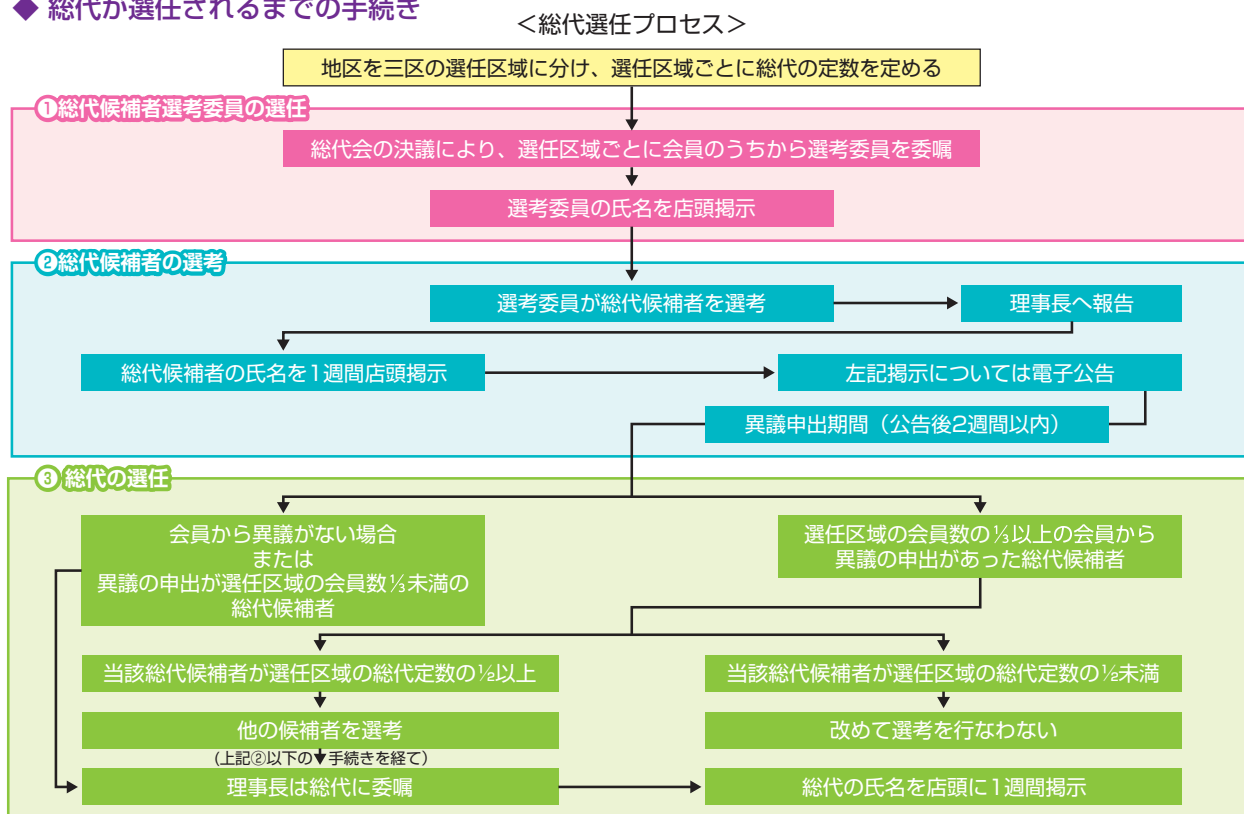 ◆ 総代が選任されるまでの手続き
＜総代選任プロセス＞
地区を三区の選任区域に分け、選任区域ごとに総代の定数を定める
①総代候補者選考委員の選任
総代会の決議により、選任区域ごとに会員のうちから選考委員を委嘱
選考委員の氏名を店頭掲示
②総代候補者の選考
選考委員が総代候補者を選考
理事長へ報告
総代候補者の氏名を1週間店頭掲示
左記掲示については電子公告
異議申出期間（公告後2週間以内）
③総代の選任
会員から異議がない場合
または
異議の申出が選任区域の会員数⅓未満の
総代候補者
選任区域の会員数の⅓以上の会員から
異議の申出があった総代候補者
当該総代候補者が選任区域の総代定数の½以上
当該総代候補者が選任区域の総代定数の½未満
他の候補者を選考
改めて選考を行なわない
（上記②以下の手続きを経て）
理事長は総代に委嘱
総代の氏名を店頭に1週間掲示